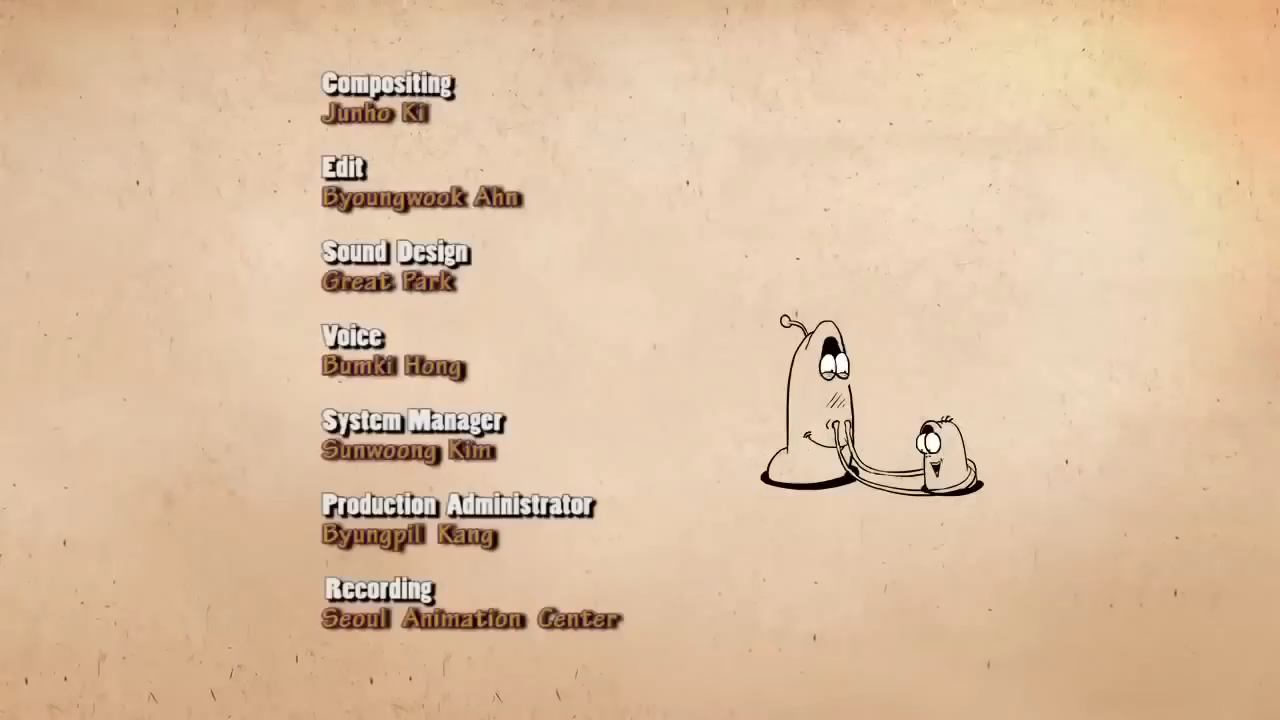 Compositing
Junho Ki
Edit
Byoungwook Ahn
Sound Design
Great Park
Voice
Bumki Hong
System Manager
Sunwoong Kim
Production Administrator
Byungpil Kang
Recording
Seoul Animation Center